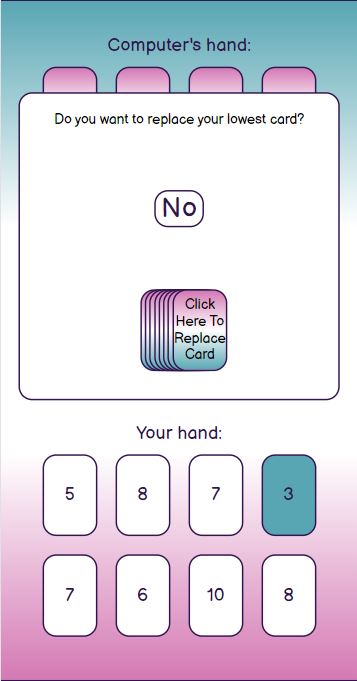 Computer's hand:
Do you want to replace your lowest card?
No
Click
Here To
Replace
Card
Your hand:
5 8 7 3
7 6 10 8